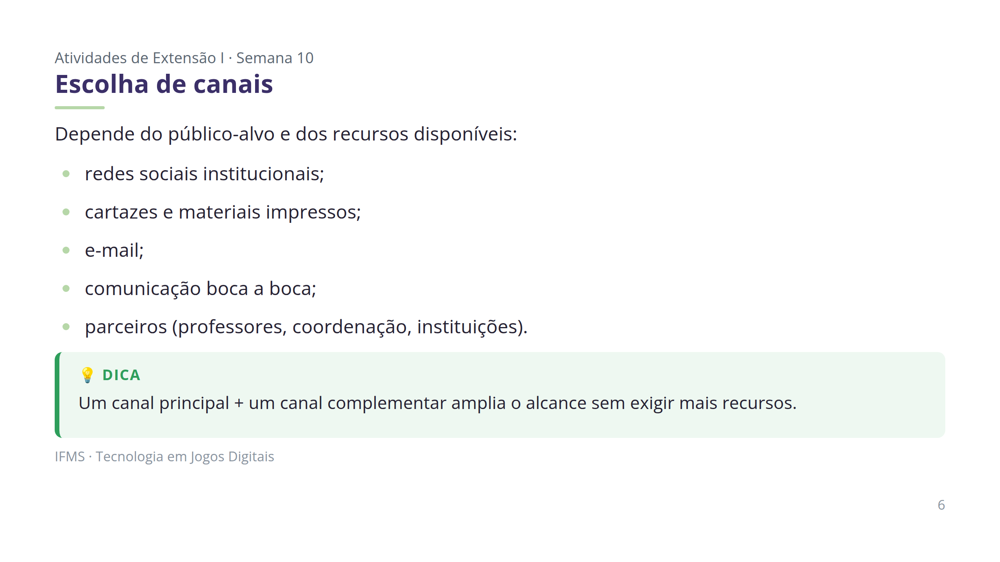 Atividades de Extensão I · Semana 10
Escolha de canais
Depende do público-alvo e dos recursos disponíveis:
redes sociais institucionais;
cartazes e materiais impressos;
e-mail;
comunicação boca a boca;
parceiros (professores, coordenação, instituições).
💡 DICA
Um canal principal + um canal complementar amplia o alcance sem exigir mais recursos.
IFMS · Tecnologia em Jogos Digitais
6